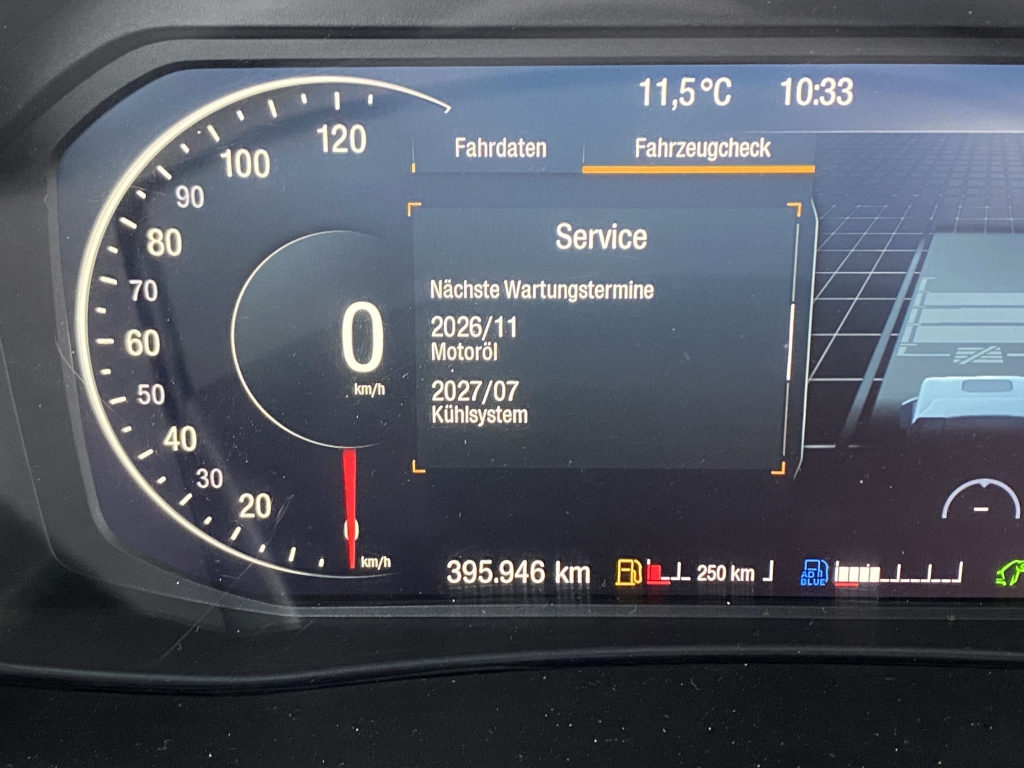 11,5°C 10:33
Fahrdaten Fahrzeugcheck
Service
Nächste Wartungstermine
2026/11
Motoröl
2027/07
Kühlsystem
120
100
90
80
70
60
50
40
30
20
0
km/h
0
km/h
395.946 km 250 km AD BLUE